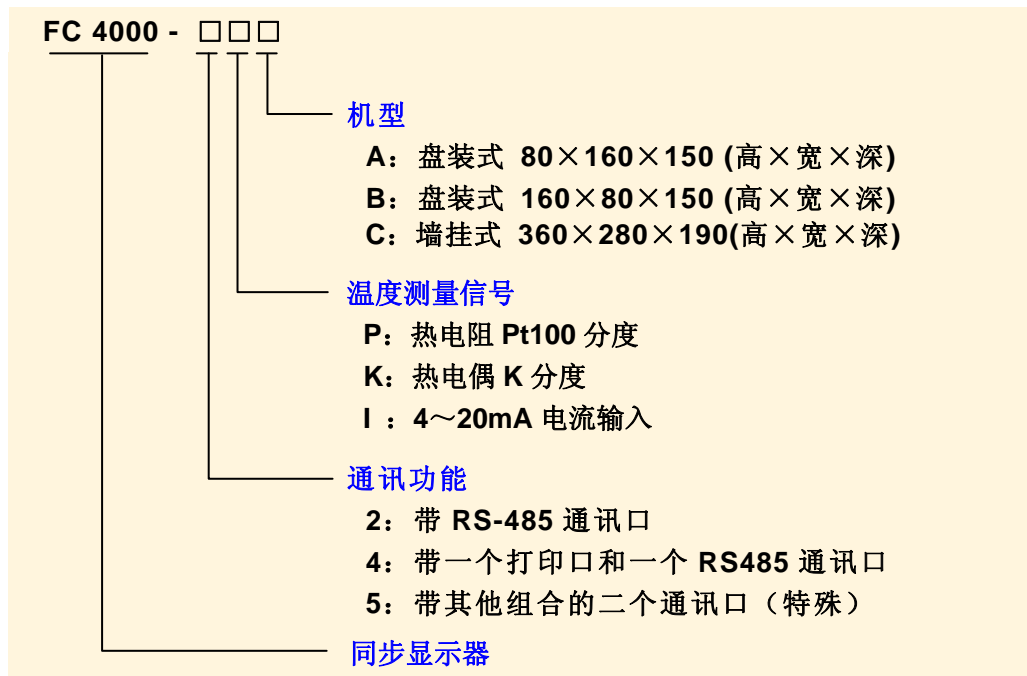 FC 4000 - □□□
机型
A：盘装式 80×160×150 (高×宽×深)
B：盘装式 160×80×150 (高×宽×深)
C：墙挂式 360×280×190(高×宽×深)
温度测量信号
P：热电阻 Pt100 分度
K：热电偶 K 分度
I ：4～20mA 电流输入
通讯功能
2：带 RS-485 通讯口
4：带一个打印口和一个 RS485 通讯口
5：带其他组合的二个通讯口（特殊）
同步显示器